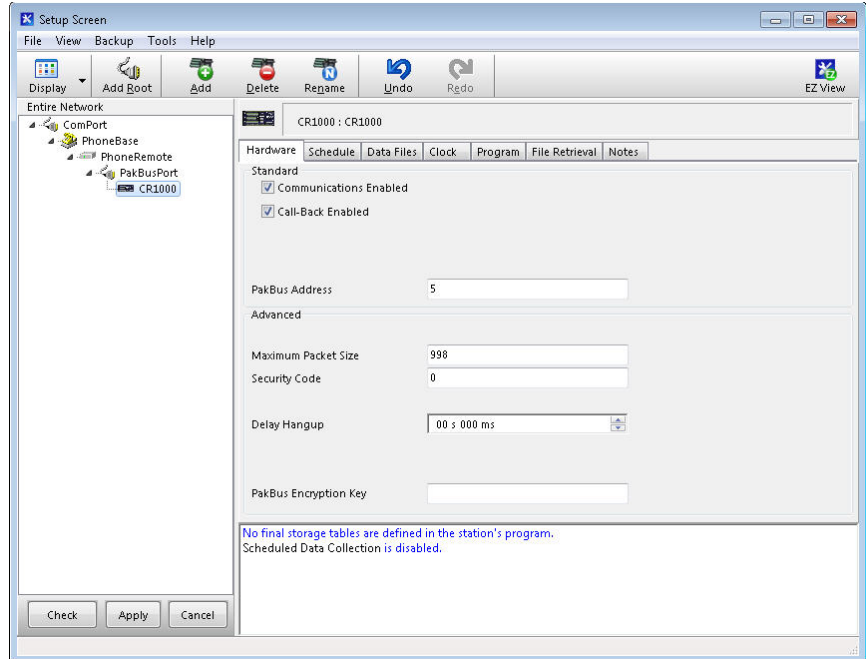 Setup Screen
File View Backup Tools Help
Display Add Root Add Delete Rename Undo Redo EZ View
Entire Network
ComPort
PhoneBase
PhoneRemote
PakBusPort
CR1000
CR1000 : CR1000
Hardware Schedule Data Files Clock Program File Retrieval Notes
Standard
Communications Enabled
Call-Back Enabled
PakBus Address 5
Advanced
Maximum Packet Size 998
Security Code 0
Delay Hangup 00 s 000 ms
PakBus Encryption Key
No final storage tables are defined in the station's program.
Scheduled Data Collection is disabled.
Check Apply Cancel